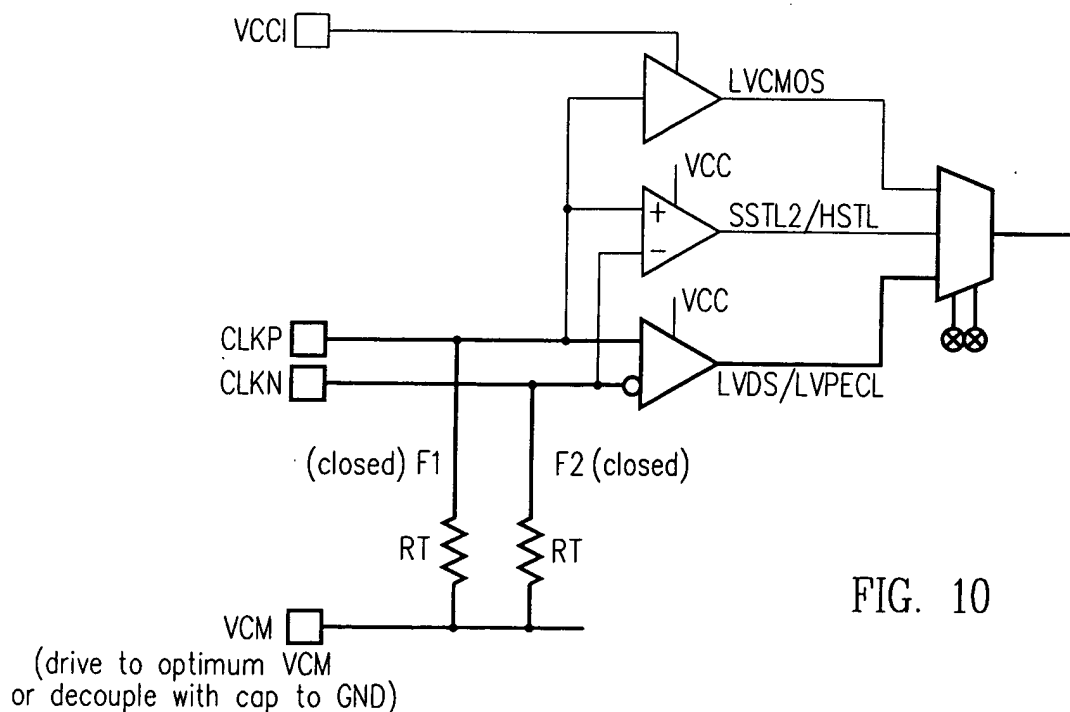 VCCI
LVCMOS
VCC
+
SSTL2/HSTL
−
VCC
CLKP
CLKN
LVDS/LVPECL
(closed) F1
F2 (closed)
RT
RT
FIG. 10
VCM
(drive to optimum VCM
or decouple with cap to GND)